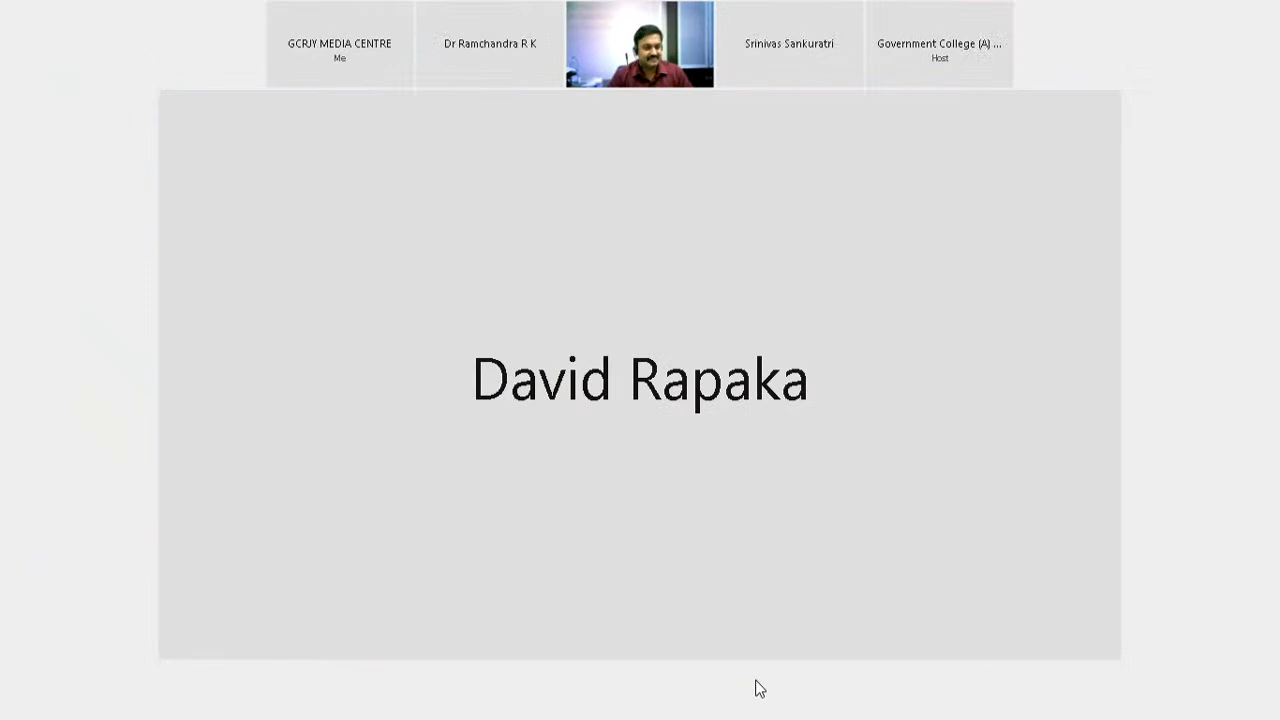 GCRJY MEDIA CENTRE
Me
Dr Ramchandra R K
Srinivas Sankuratri
Government College (A) ...
Host
David Rapaka